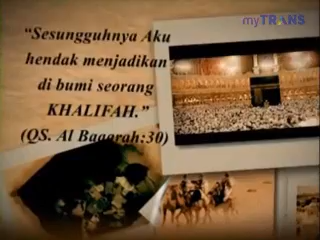 myTRANS
“Sesungguhnya Aku
hendak menjadikan
di bumi seorang
KHALIFAH.”
(QS. Al Baqarah:30)